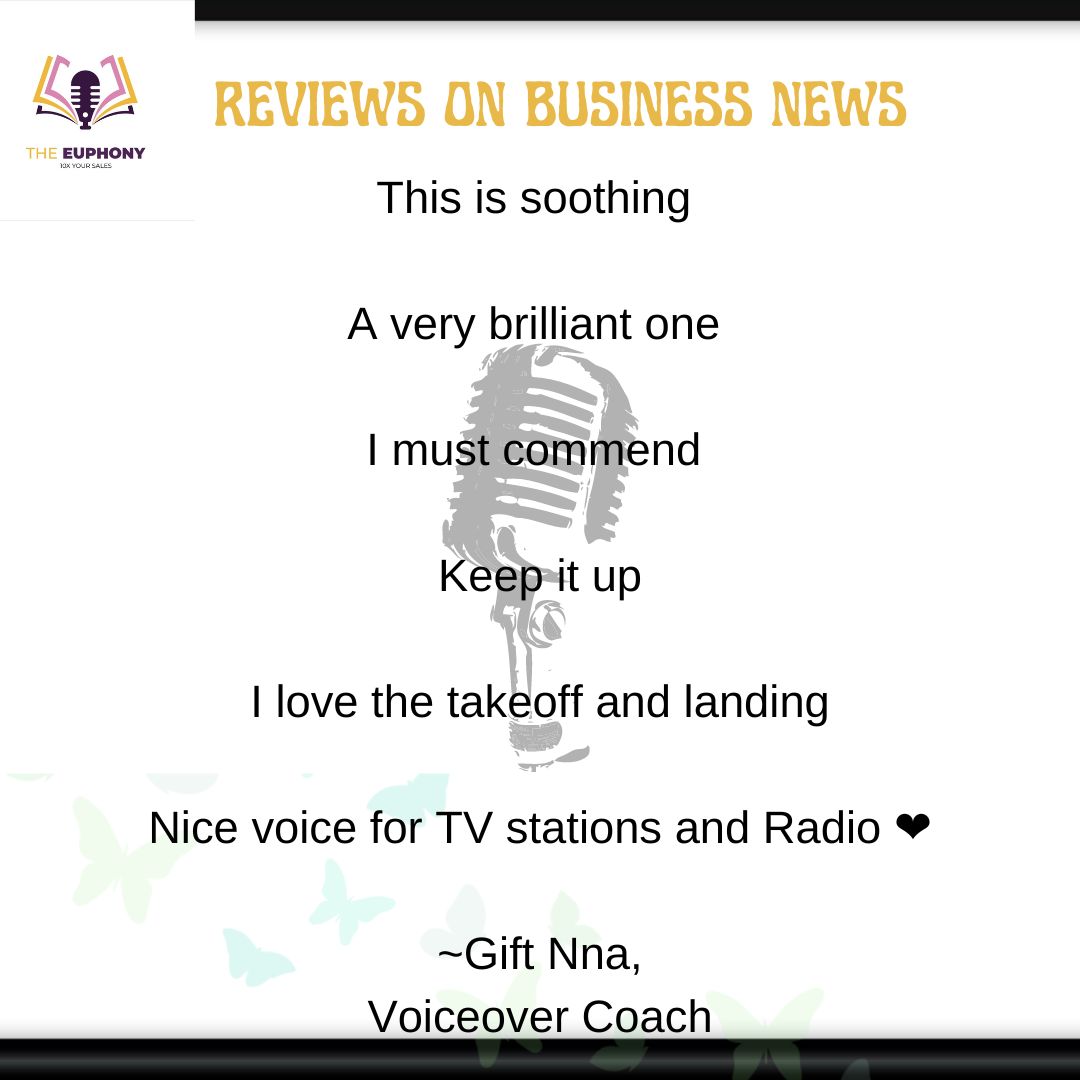 THE EUPHONY
10X YOUR SALES
REVIEWS ON BUSINESS NEWS
This is soothing
A very brilliant one
I must commend
Keep it up
I love the takeoff and landing
Nice voice for TV stations and Radio ❤
~Gift Nna,
Voiceover Coach